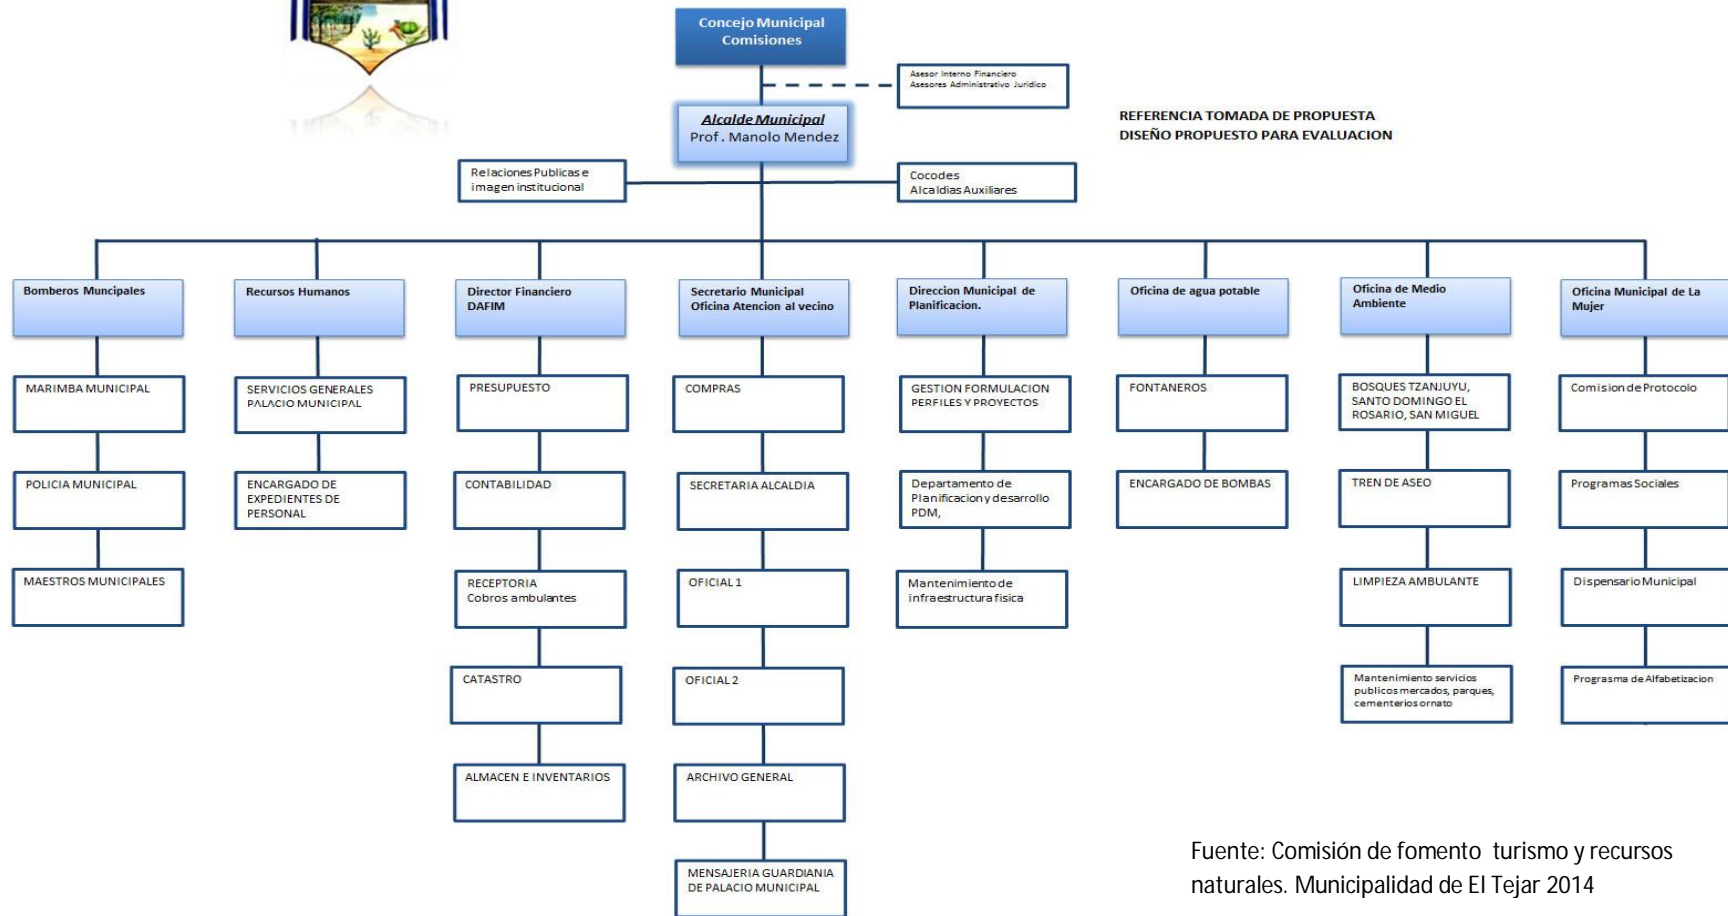 Concejo Municipal
Comisiones
Asesor Interno Financiero
Asesores Administrativo Juridico
Alcalde Municipal
Prof. Manolo Mendez
REFERENCIA TOMADA DE PROPUESTA
DISEÑO PROPUESTO PARA EVALUACION
Relaciones Publicas e
imagen institucional
Cocodes
Alcaldias Auxiliares
Bomberos Muncipales
MARIMBA MUNICIPAL
POLICIA MUNICIPAL
MAESTROS MUNICIPALES
Recursos Humanos
SERVICIOS GENERALES
PALACIO MUNICIPAL
ENCARGADO DE
EXPEDIENTES DE
PERSONAL
Director Financiero
DAFIM
PRESUPUESTO
CONTABILIDAD
RECEPTORIA
Cobros ambulantes
CATASTRO
ALMACEN E INVENTARIOS
Secretario Municipal
Oficina Atencion al vecino
COMPRAS
SECRETARIA ALCALDIA
OFICIAL 1
OFICIAL 2
ARCHIVO GENERAL
MENSAJERIA GUARDIANIA
DE PALACIO MUNICIPAL
Direccion Municipal de
Planificacion.
GESTION FORMULACION
PERFILES Y PROYECTOS
Departamento de
Planificacion y desarrollo
PDM,
Mantenimiento de
infraestructura fisica
Oficina de agua potable
FONTANEROS
ENCARGADO DE BOMBAS
Oficina de Medio
Ambiente
BOSQUES TZANJUYU,
SANTO DOMINGO EL
ROSARIO, SAN MIGUEL
TREN DE ASEO
LIMPIEZA AMBULANTE
Mantenimiento servicios
publicos mercados, parques,
cementerios ornato
Oficina Municipal de La
Mujer
Comision de Protocolo
Programas Sociales
Dispensario Municipal
Prograsma de Alfabetizacion
Fuente: Comisión de fomento turismo y recursos
naturales. Municipalidad de El Tejar 2014